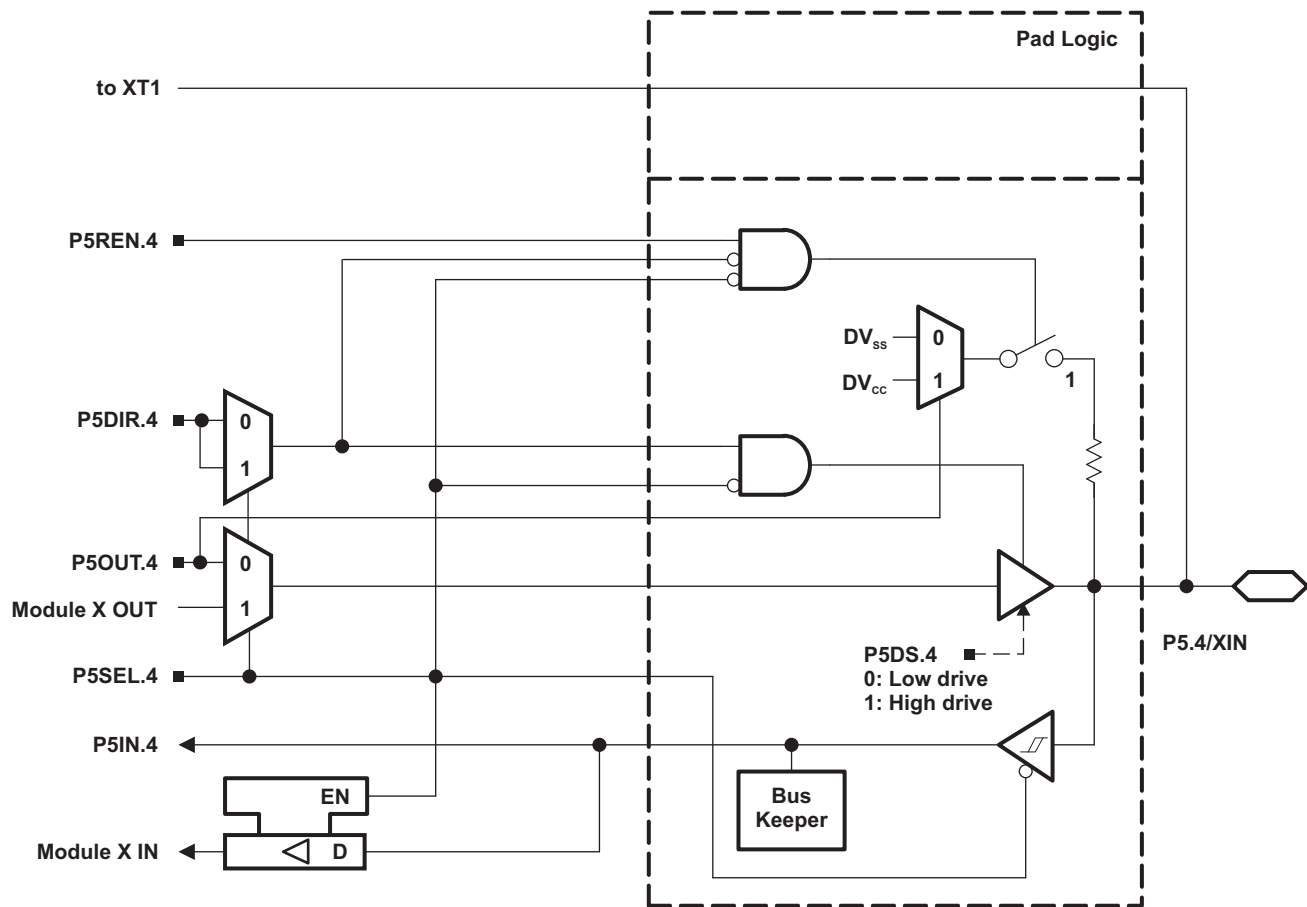 Pad Logic
to XT1
P5REN.4
DVss
0
DVcc
1
1
P5DIR.4
0
1
P5OUT.4
0
Module X OUT
1
P5DS.4
0: Low drive
1: High drive
P5.4/XIN
P5SEL.4
P5IN.4
Bus
Keeper
EN
Module X IN
D